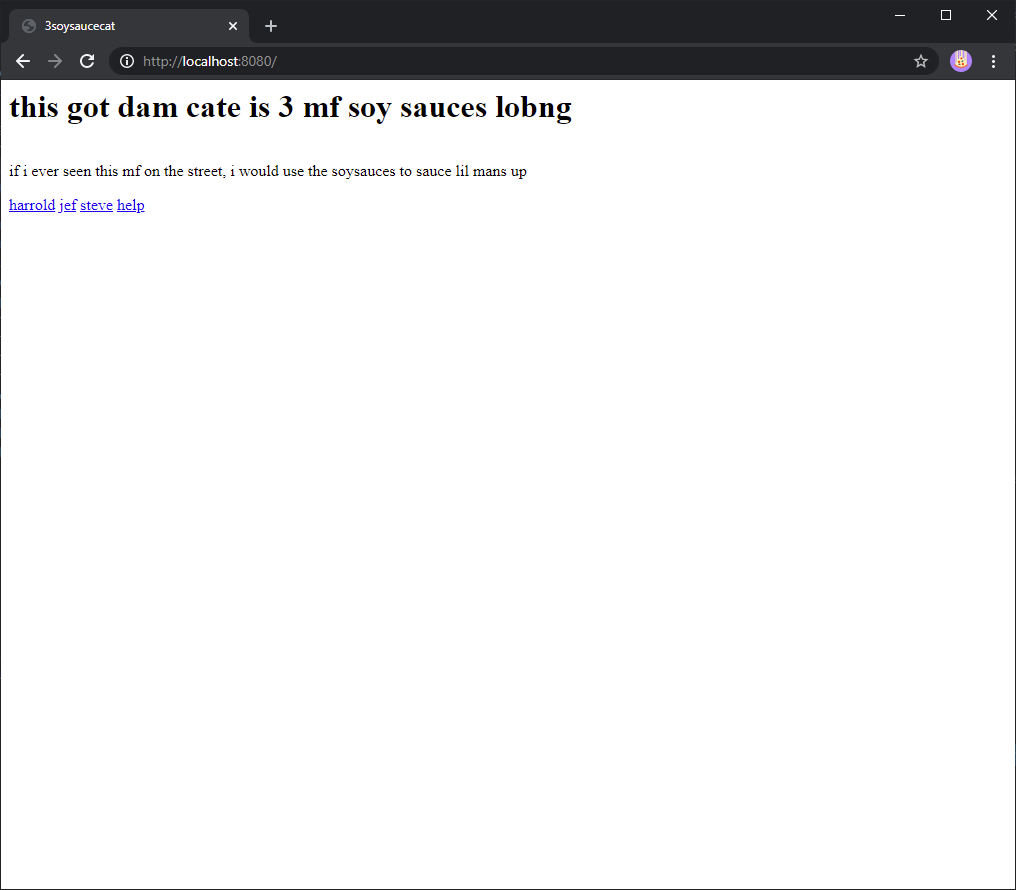 3soysaucecat
http://localhost:8080/
this got dam cate is 3 mf soy sauces lobng
if i ever seen this mf on the street, i would use the soysauces to sauce lil mans up
harrold jef steve help